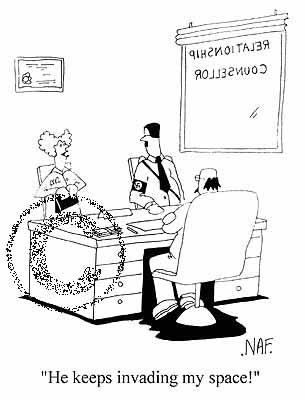 RELATIONSHIP
COUNSELLOR
.NAF.
"He keeps invading my space!"